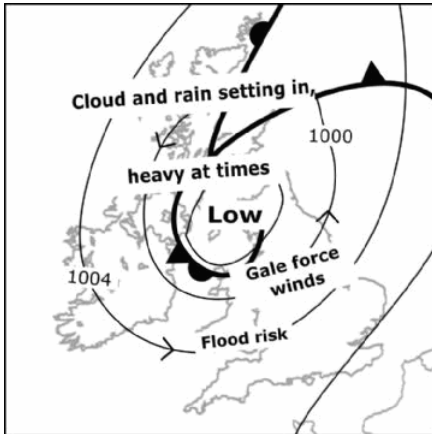 Cloud and rain setting in,
1000
heavy at times
Low
Gale force
winds
1004
Flood risk